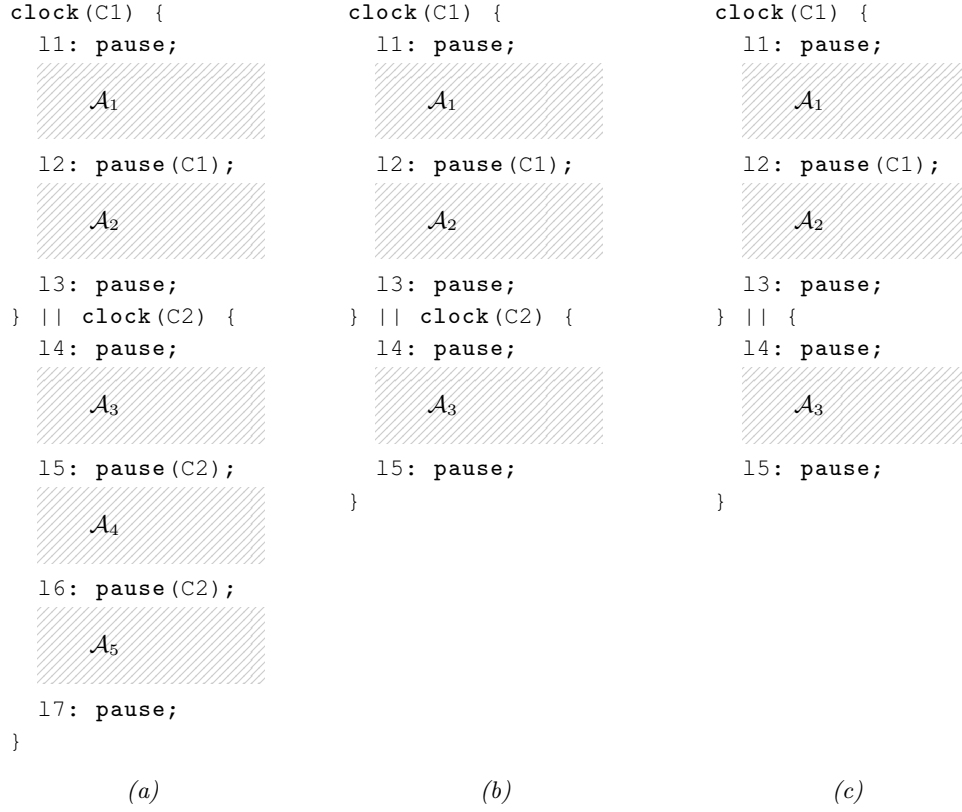 clock(C1) {
l1: pause;
𝒜₁
l2: pause(C1);
𝒜₂
l3: pause;
} || clock(C2) {
l4: pause;
𝒜₃
l5: pause(C2);
𝒜₄
l6: pause(C2);
𝒜₅
l7: pause;
}
(a)
clock(C1) {
l1: pause;
𝒜₁
l2: pause(C1);
𝒜₂
l3: pause;
} || clock(C2) {
l4: pause;
𝒜₃
l5: pause;
}
(b)
clock(C1) {
l1: pause;
𝒜₁
l2: pause(C1);
𝒜₂
l3: pause;
} || {
l4: pause;
𝒜₃
l5: pause;
}
(c)